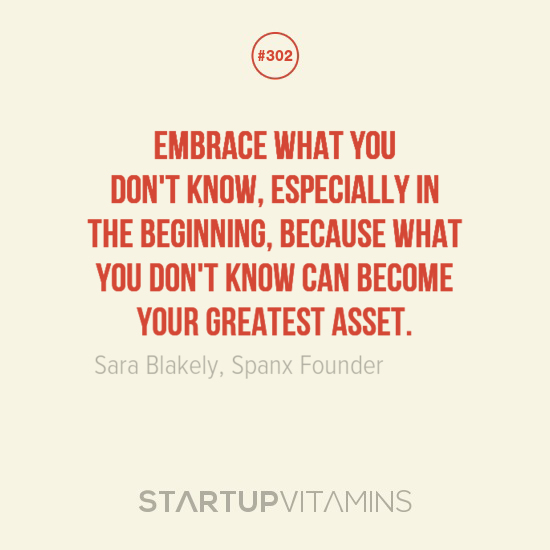 #302
EMBRACE WHAT YOU
DON'T KNOW, ESPECIALLY IN
THE BEGINNING, BECAUSE WHAT
YOU DON'T KNOW CAN BECOME
YOUR GREATEST ASSET.
Sara Blakely, Spanx Founder
STARTUPVITAMINS